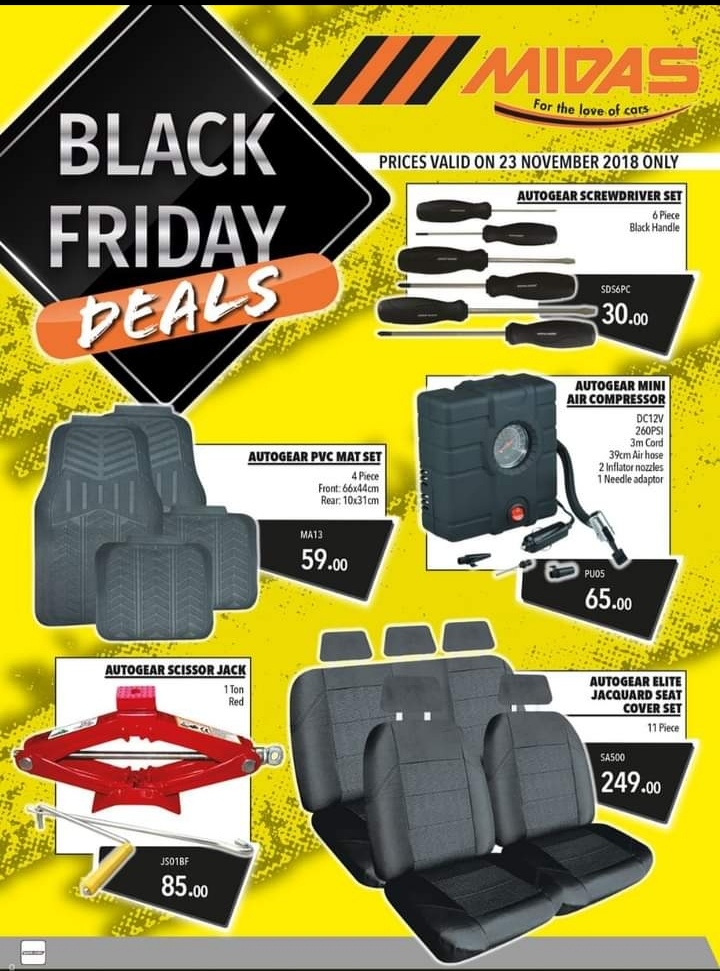 MIDAS
For the love of cars
BLACK
FRIDAY
DEALS
PRICES VALID ON 23 NOVEMBER 2018 ONLY
AUTOGEAR SCREWDRIVER SET
6 Piece
Black Handle
SDS6PC
30.00
AUTOGEAR MINI
AIR COMPRESSOR
DC12V
260PSI
3m Cord
39cm Air hose
2 Inflator nozzles
1 Needle adaptor
PU05
65.00
AUTOGEAR PVC MAT SET
4 Piece
Front: 66x44cm
Rear: 10x31cm
MA13
59.00
AUTOGEAR SCISSOR JACK
1 Ton
Red
JS01BF
85.00
AUTOGEAR ELITE
JACQUARD SEAT
COVER SET
11 Piece
SA500
249.00